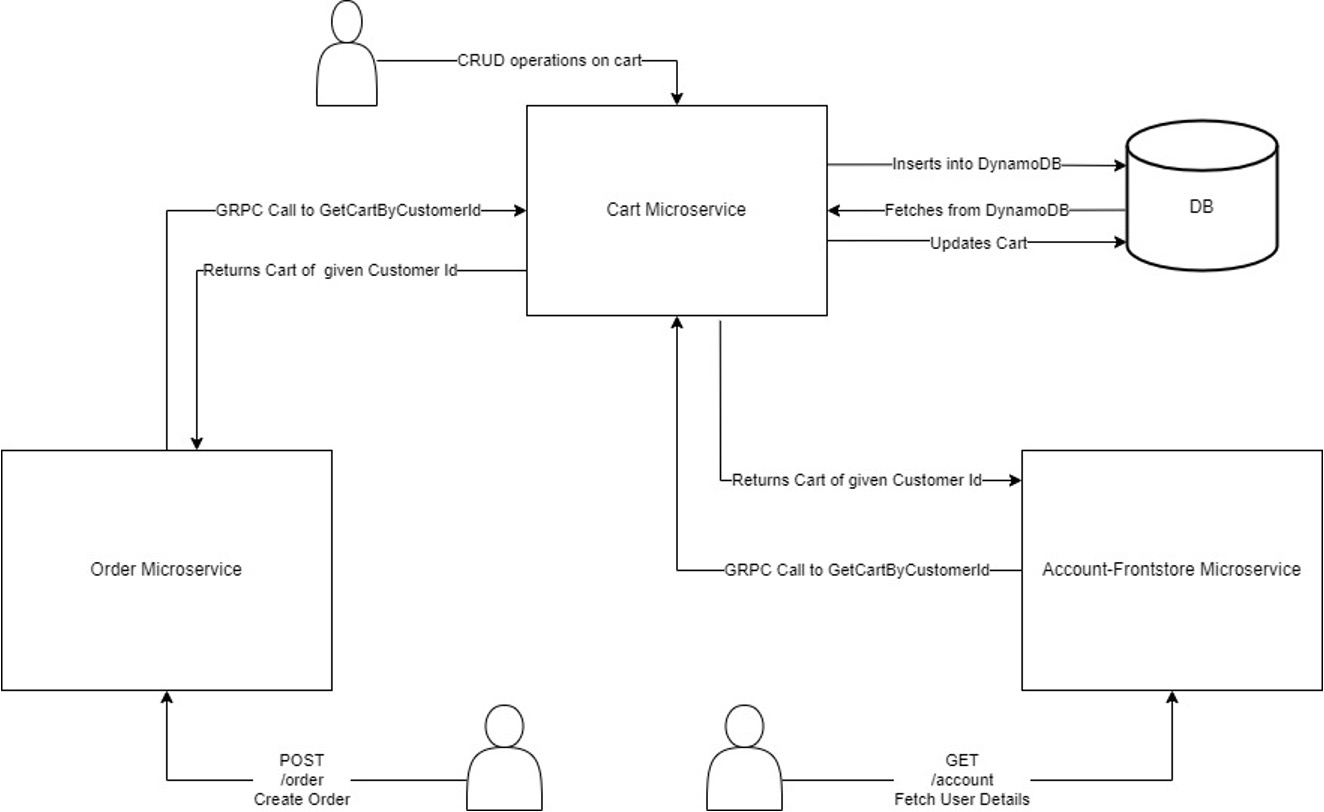 CRUD operations on cart
Inserts into DynamoDB
Cart Microservice
DB
GRPC Call to GetCartByCustomerId
Fetches from DynamoDB
Updates Cart
Returns Cart of given Customer Id
Returns Cart of given Customer Id
Order Microservice
GRPC Call to GetCartByCustomerId
Account-Frontstore Microservice
POST
/order
Create Order
GET
/account
Fetch User Details